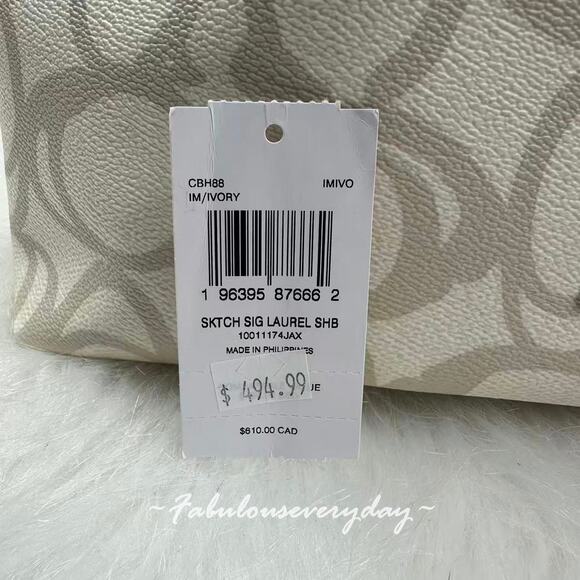 CBH88 IMIVO
IM/IVORY
1 96395 87666 2
SKTCH SIG LAUREL SHB
10011174JAX
MADE IN PHILIPPINES
$ 494.99
$610.00 CAD
~Fabulouseveryday~